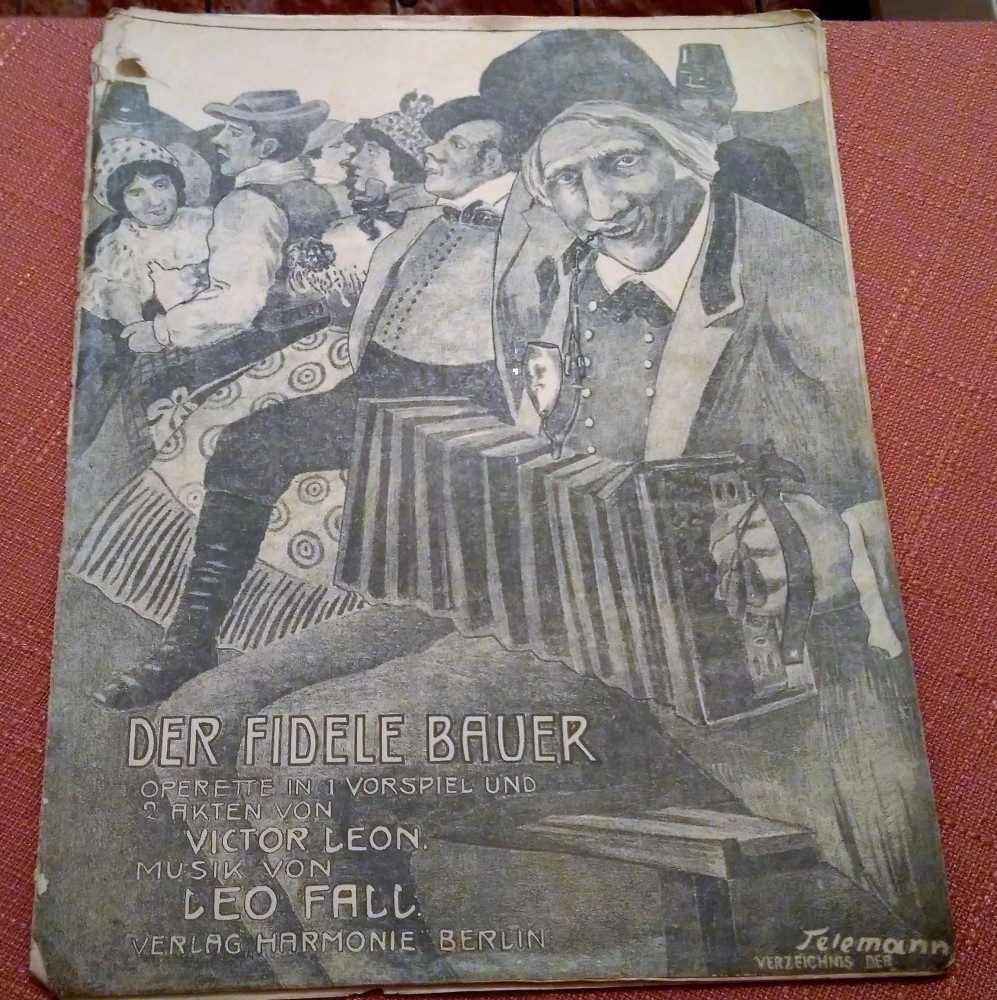 DER FIDELE BAUER
OPERETTE IN 1 VORSPIEL UND
2 AKTEN VON
VICTOR LEON.
MUSIK VON
LEO FALL.
VERLAG „HARMONIE" BERLIN
Telemann
VERZEICHNIS DER